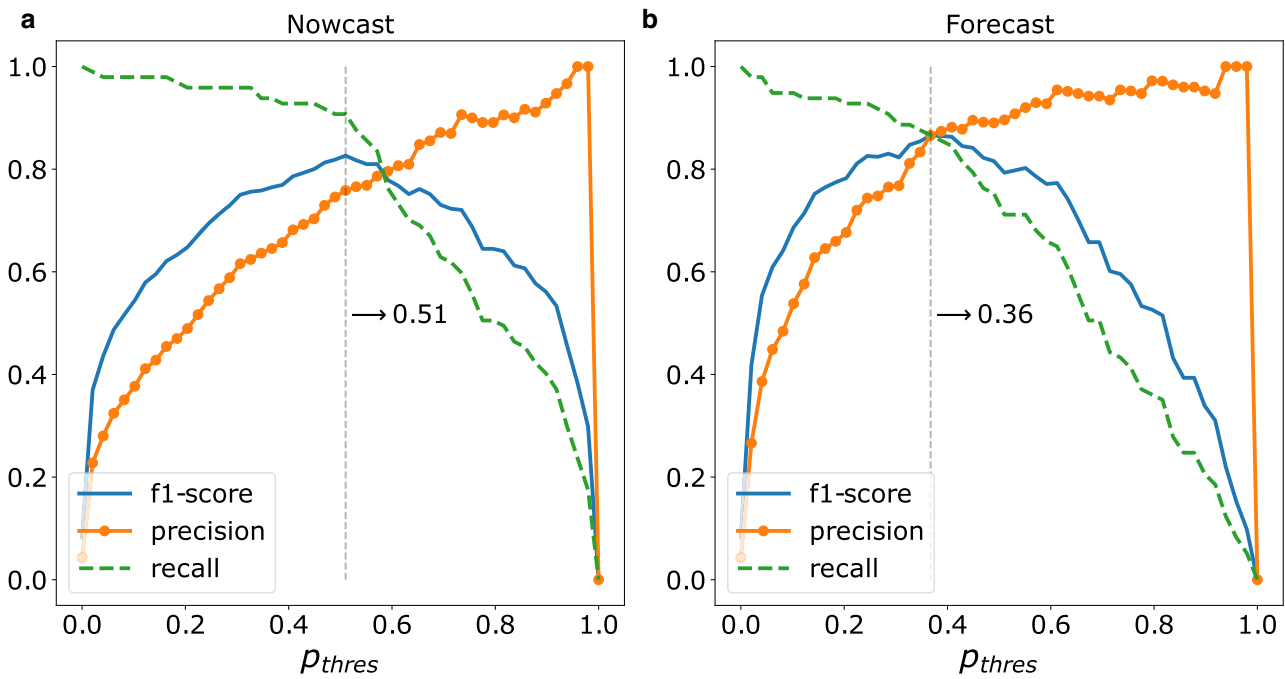 a
Nowcast
1.0
0.8
0.6
0.4
0.2
0.0
→ 0.51
f1-score
precision
recall
0.0 0.2 0.4 0.6 0.8 1.0
p_thres
b
Forecast
1.0
0.8
0.6
0.4
0.2
0.0
→ 0.36
f1-score
precision
recall
0.0 0.2 0.4 0.6 0.8 1.0
p_thres